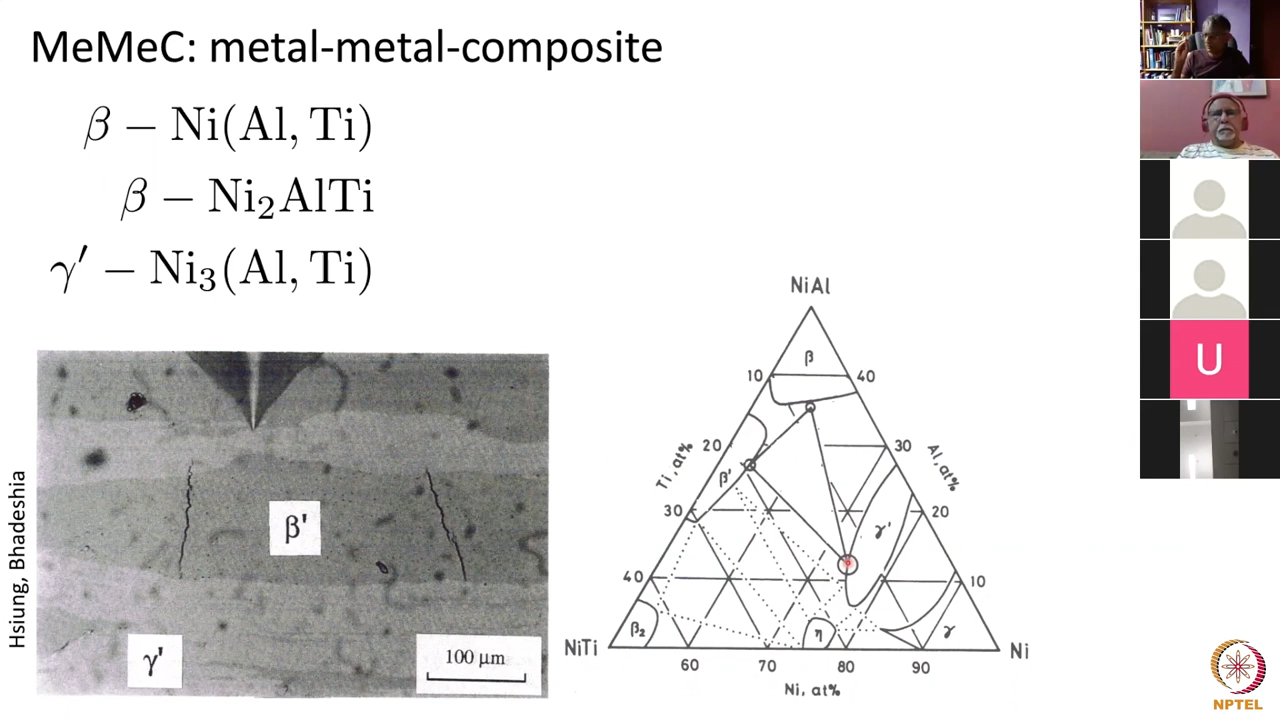 MeMeC: metal-metal-composite
β − Ni(Al, Ti)
β − Ni₂AlTi
γ′ − Ni₃(Al, Ti)
Hsiung, Bhadeshia
β'
γ'
100 μm
NiAl
β
10
40
20
30
Ti, at%
Al, at%
β'
30
20
γ'
40
10
β₂
η
γ
NiTi
Ni
60
70
80
90
Ni, at%
U
NPTEL